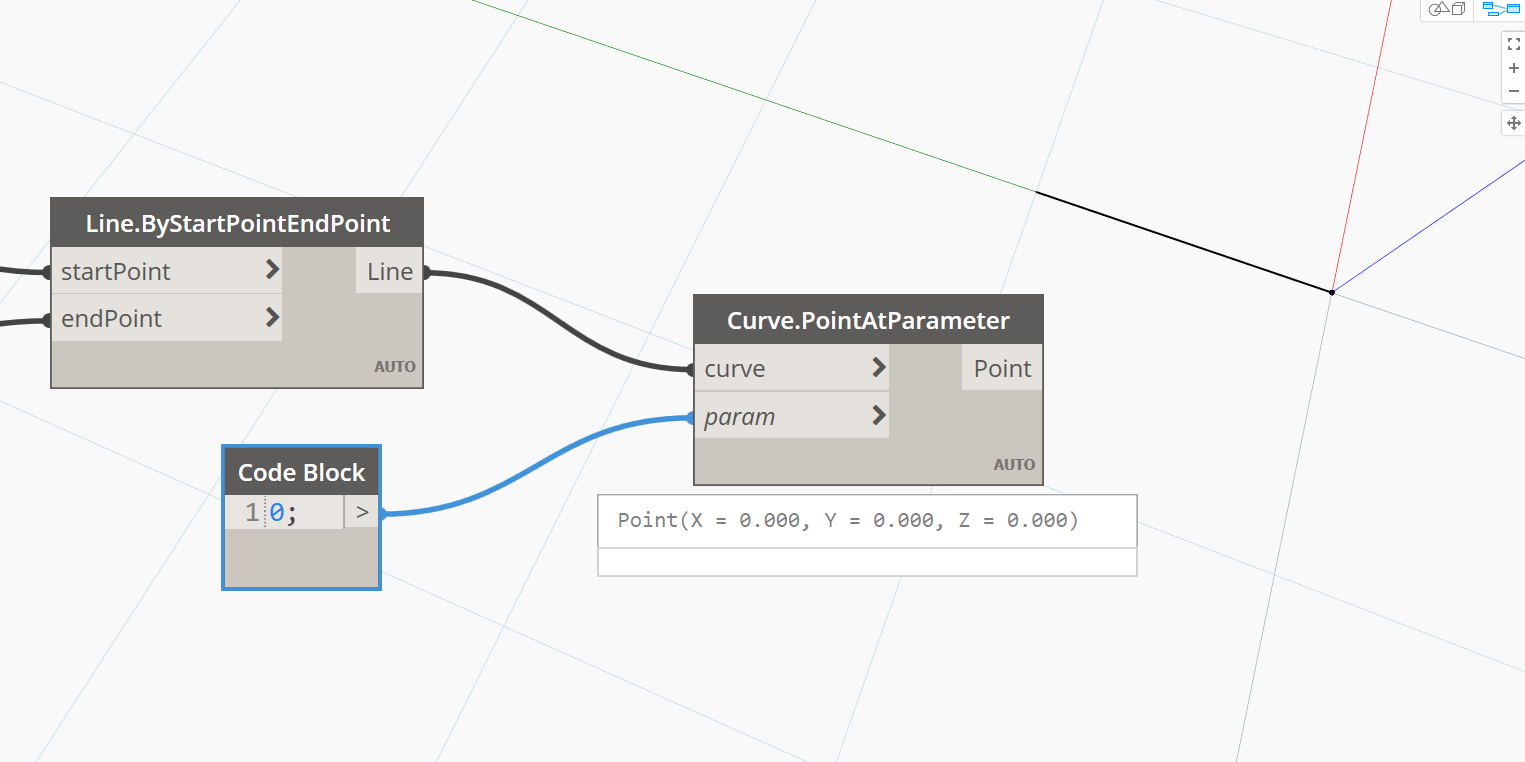 Line.ByStartPointEndPoint
startPoint
Line
endPoint
AUTO
Curve.PointAtParameter
curve
Point
param
AUTO
Code Block
1 0; >
Point(X = 0.000, Y = 0.000, Z = 0.000)